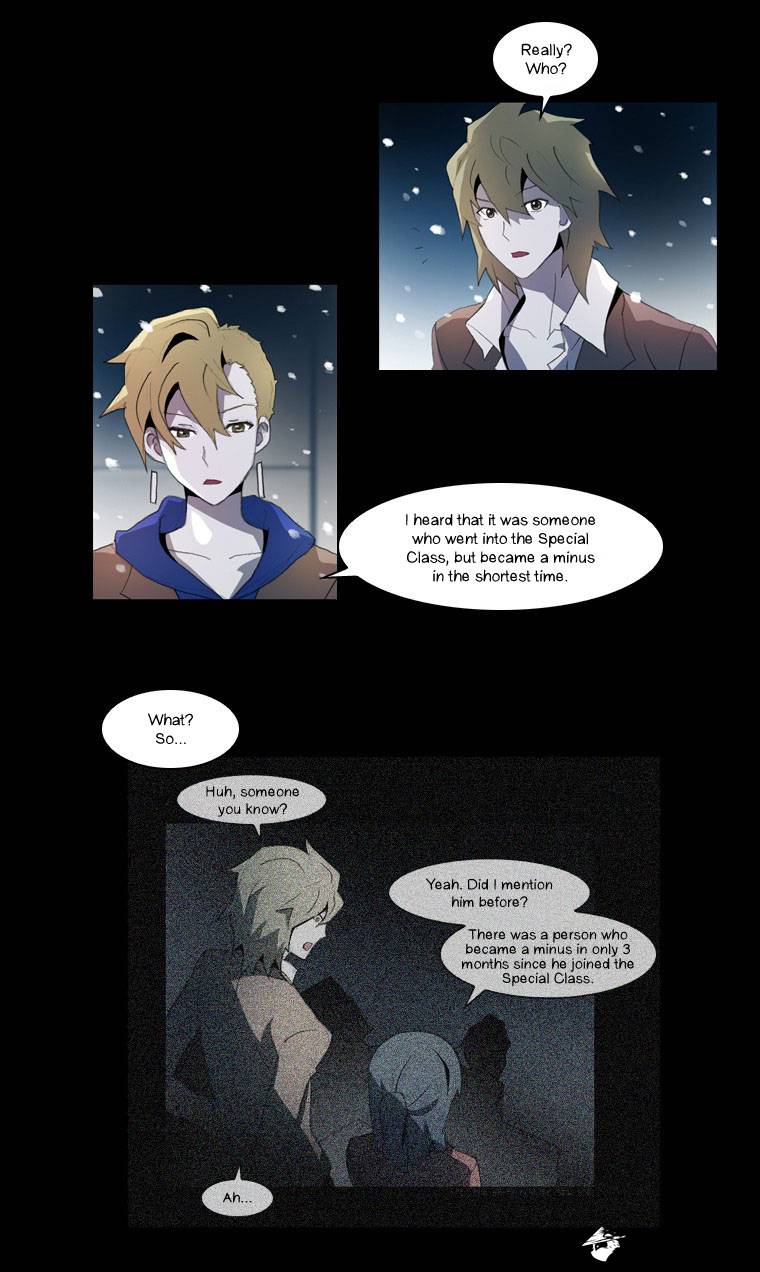 Really?
Who?
I heard that it was someone
who went into the Special
Class, but became a minus
in the shortest time.
What?
So...
Huh, someone
you know?
Yeah. Did I mention
him before?
There was a person who
became a minus in only 3
months since he joined the
Special Class.
Ah...